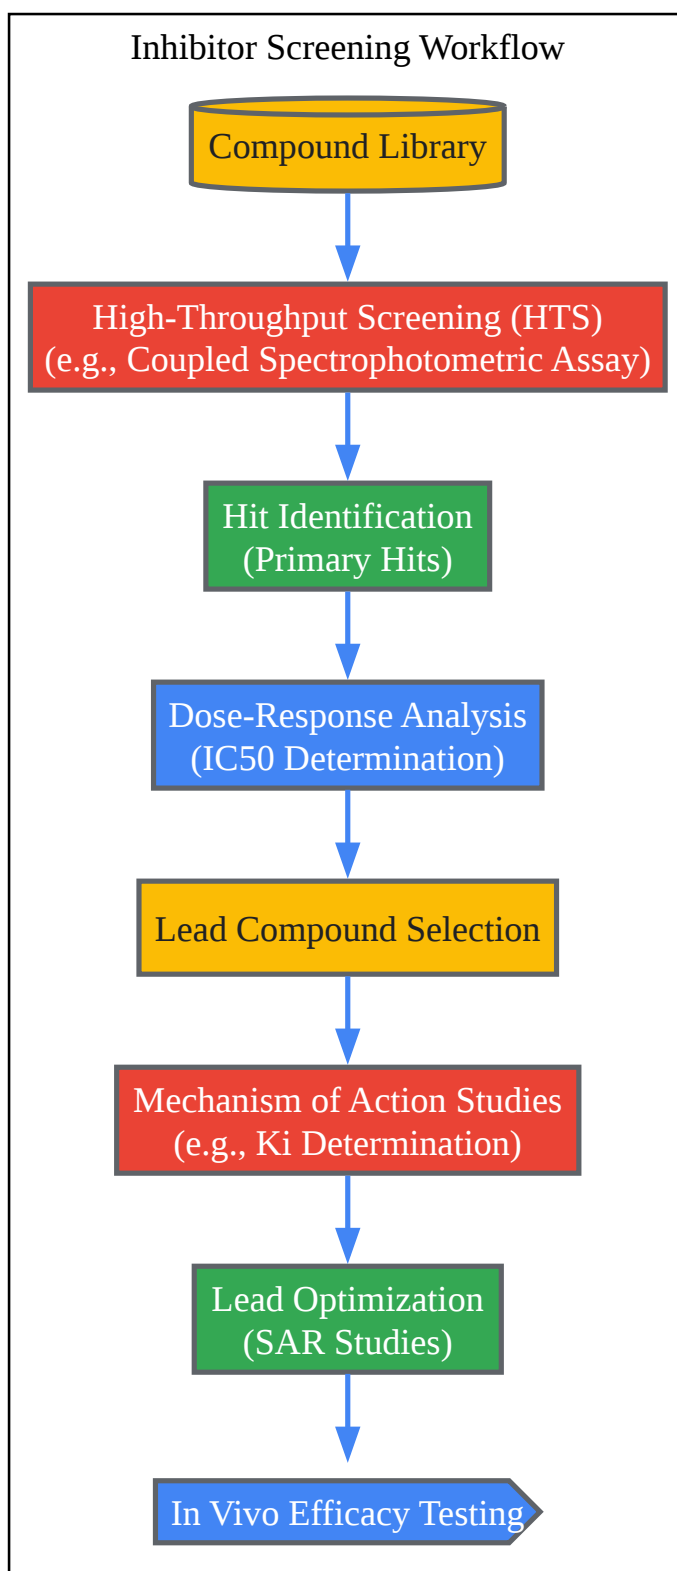 Inhibitor Screening Workflow
Compound Library
High-Throughput Screening (HTS)
(e.g., Coupled Spectrophotometric Assay)
Hit Identification
(Primary Hits)
Dose-Response Analysis
(IC50 Determination)
Lead Compound Selection
Mechanism of Action Studies
(e.g., Ki Determination)
Lead Optimization
(SAR Studies)
In Vivo Efficacy Testing